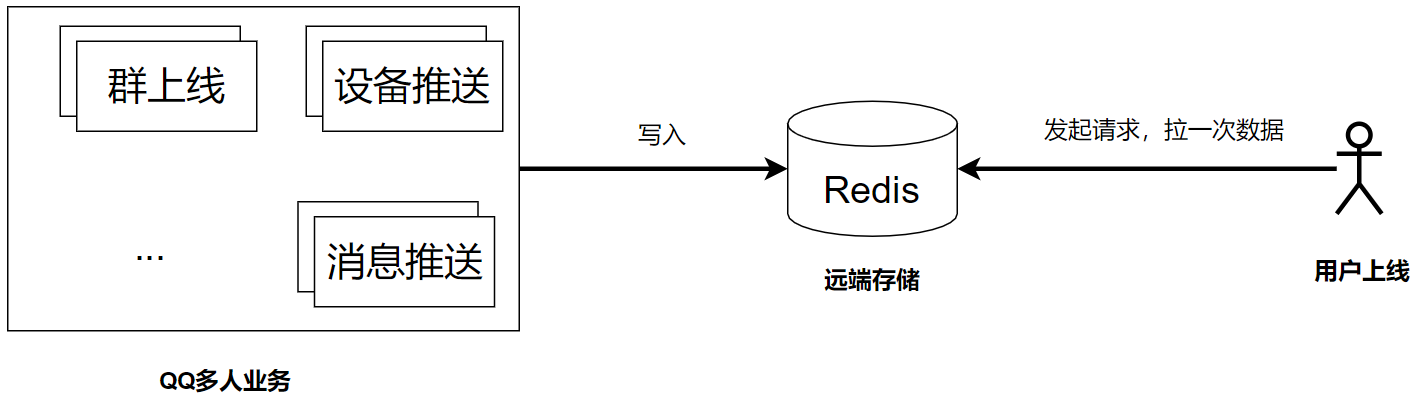 群上线
设备推送
...
消息推送
QQ多人业务
写入
Redis
远端存储
发起请求，拉一次数据
用户上线